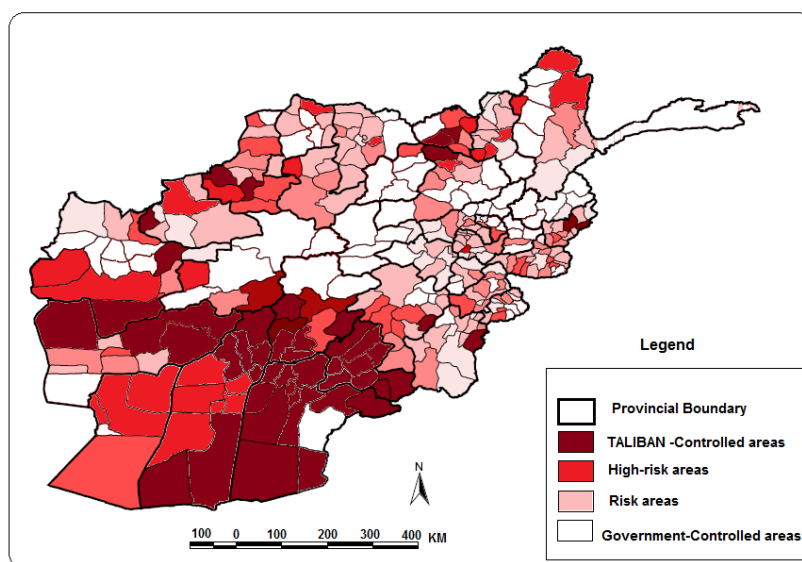 Legend
Provincial Boundary
TALIBAN -Controlled areas
High-risk areas
Risk areas
Government-Controlled areas
N
100 0 100 200 300 400 KM